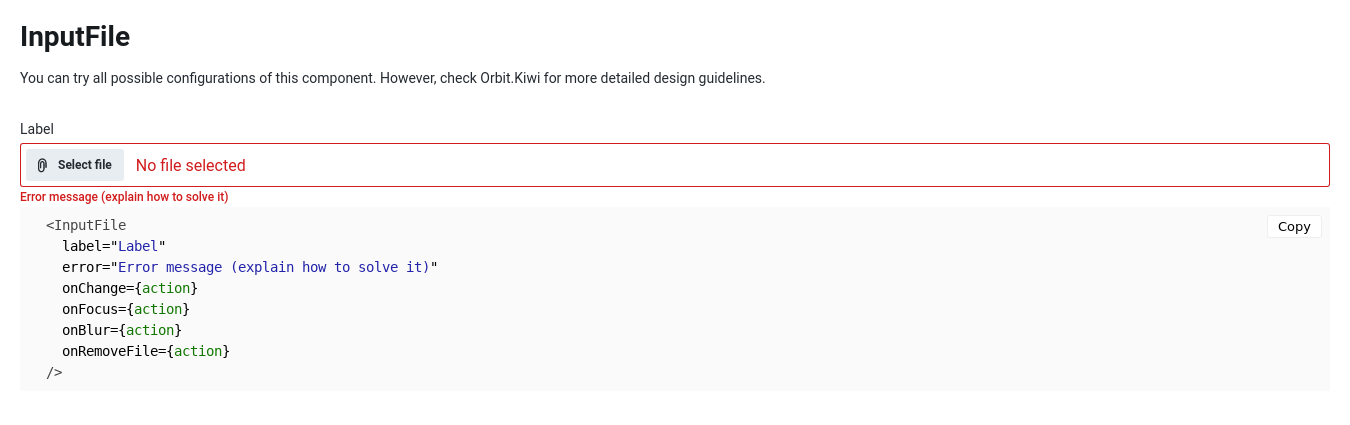 InputFile
You can try all possible configurations of this component. However, check Orbit.Kiwi for more detailed design guidelines.
Label
Select file
No file selected
Error message (explain how to solve it)
Copy
<InputFile
  label="Label"
  error="Error message (explain how to solve it)"
  onChange={action}
  onFocus={action}
  onBlur={action}
  onRemoveFile={action}
/>